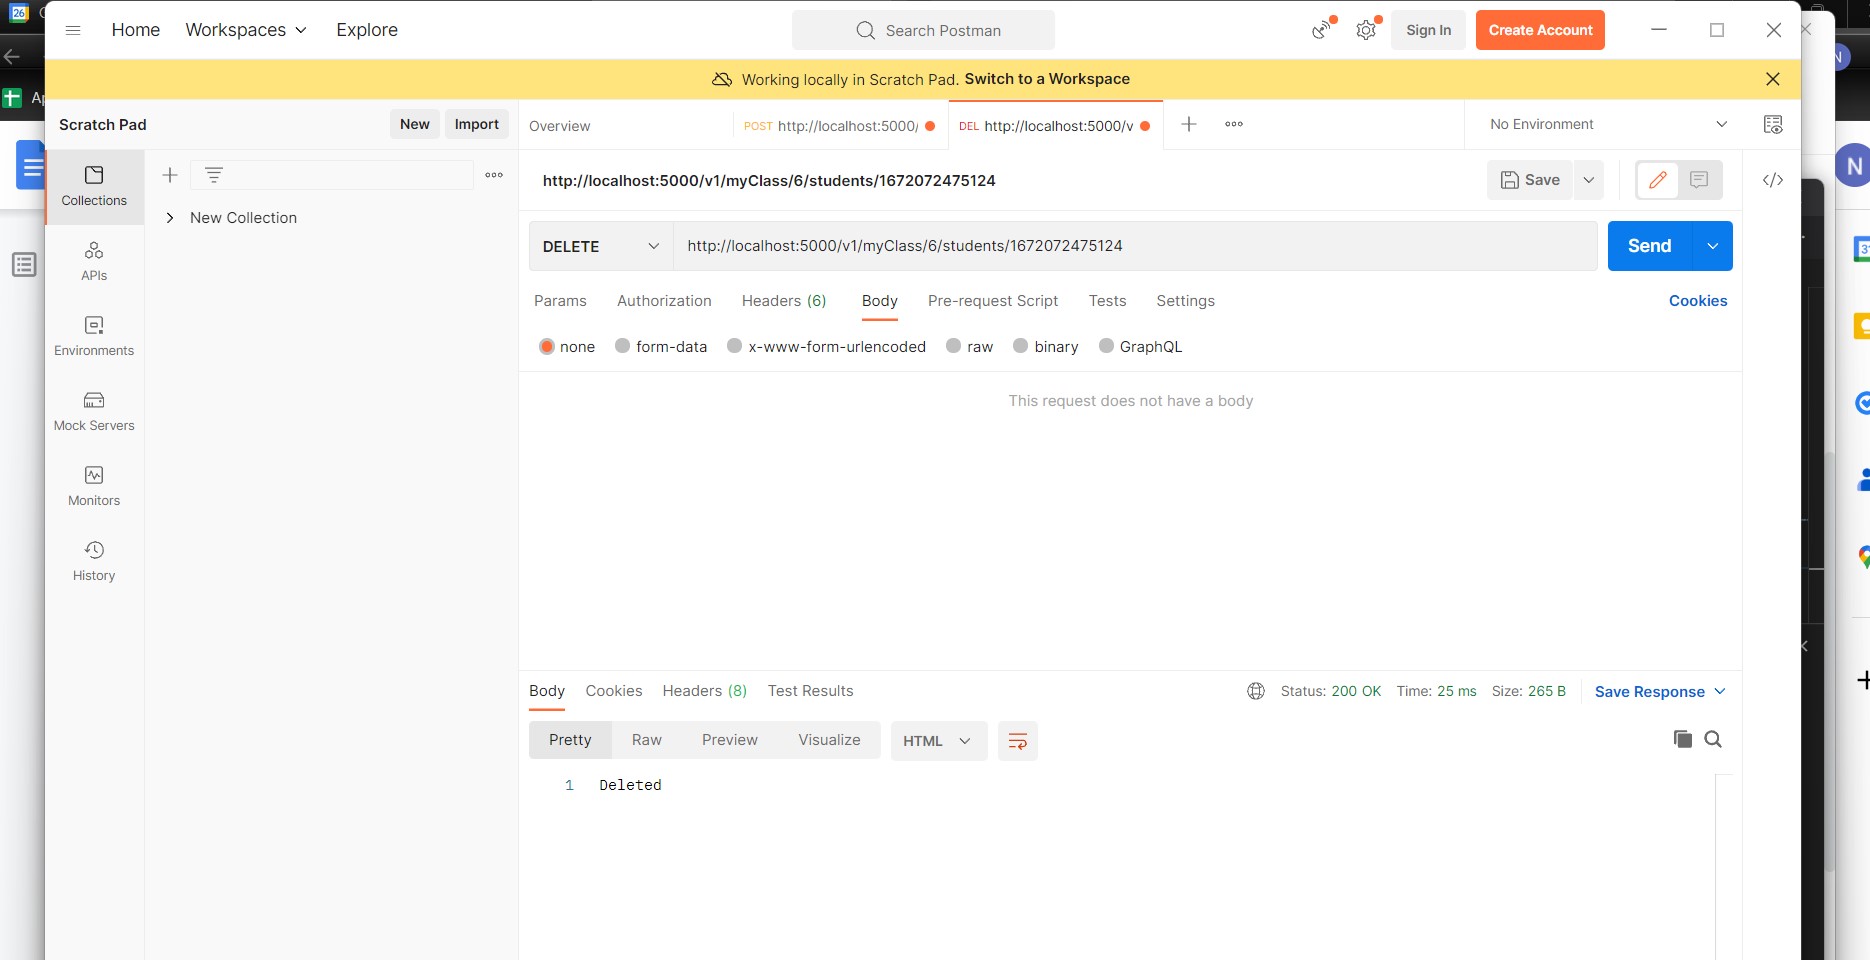 26
Home Workspaces Explore Search Postman Sign In Create Account
Working locally in Scratch Pad. Switch to a Workspace
Scratch Pad New Import Overview POST http://localhost:5000/ DEL http://localhost:5000/v No Environment
Collections
New Collection
APIs
Environments
Mock Servers
Monitors
History
http://localhost:5000/v1/myClass/6/students/1672072475124 Save </>
DELETE http://localhost:5000/v1/myClass/6/students/1672072475124 Send
Params Authorization Headers (6) Body Pre-request Script Tests Settings Cookies
none form-data x-www-form-urlencoded raw binary GraphQL
This request does not have a body
Body Cookies Headers (8) Test Results Status: 200 OK Time: 25 ms Size: 265 B Save Response
Pretty Raw Preview Visualize HTML
1 Deleted
N
N